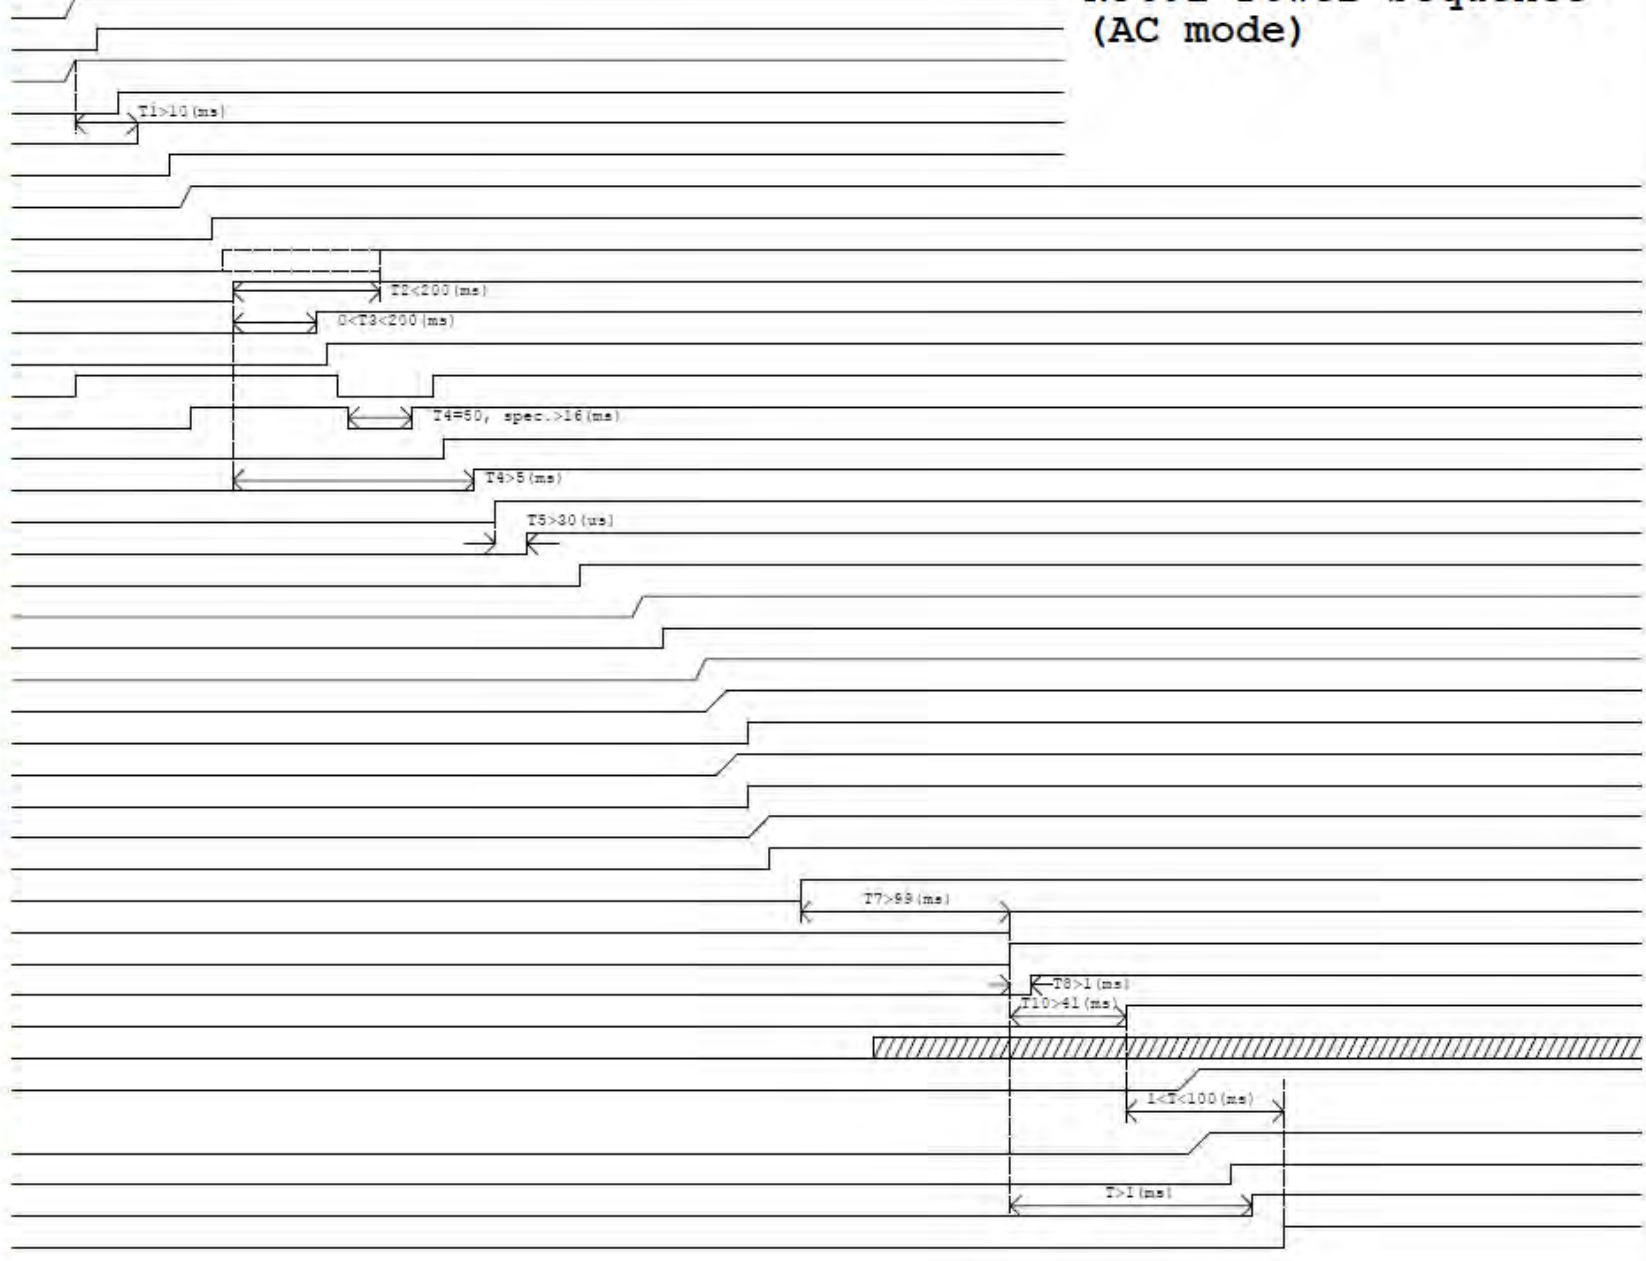 (AC mode)
T1>10(ms)
T2<200(ms)
0<T3<200(ms)
T4=50, spec.>16(ms)
T4>5(ms)
T5>30(us)
T7>99(ms)
T8>1(ms)
T10>41(ms)
1<T<100(ms)
T>1(ms)